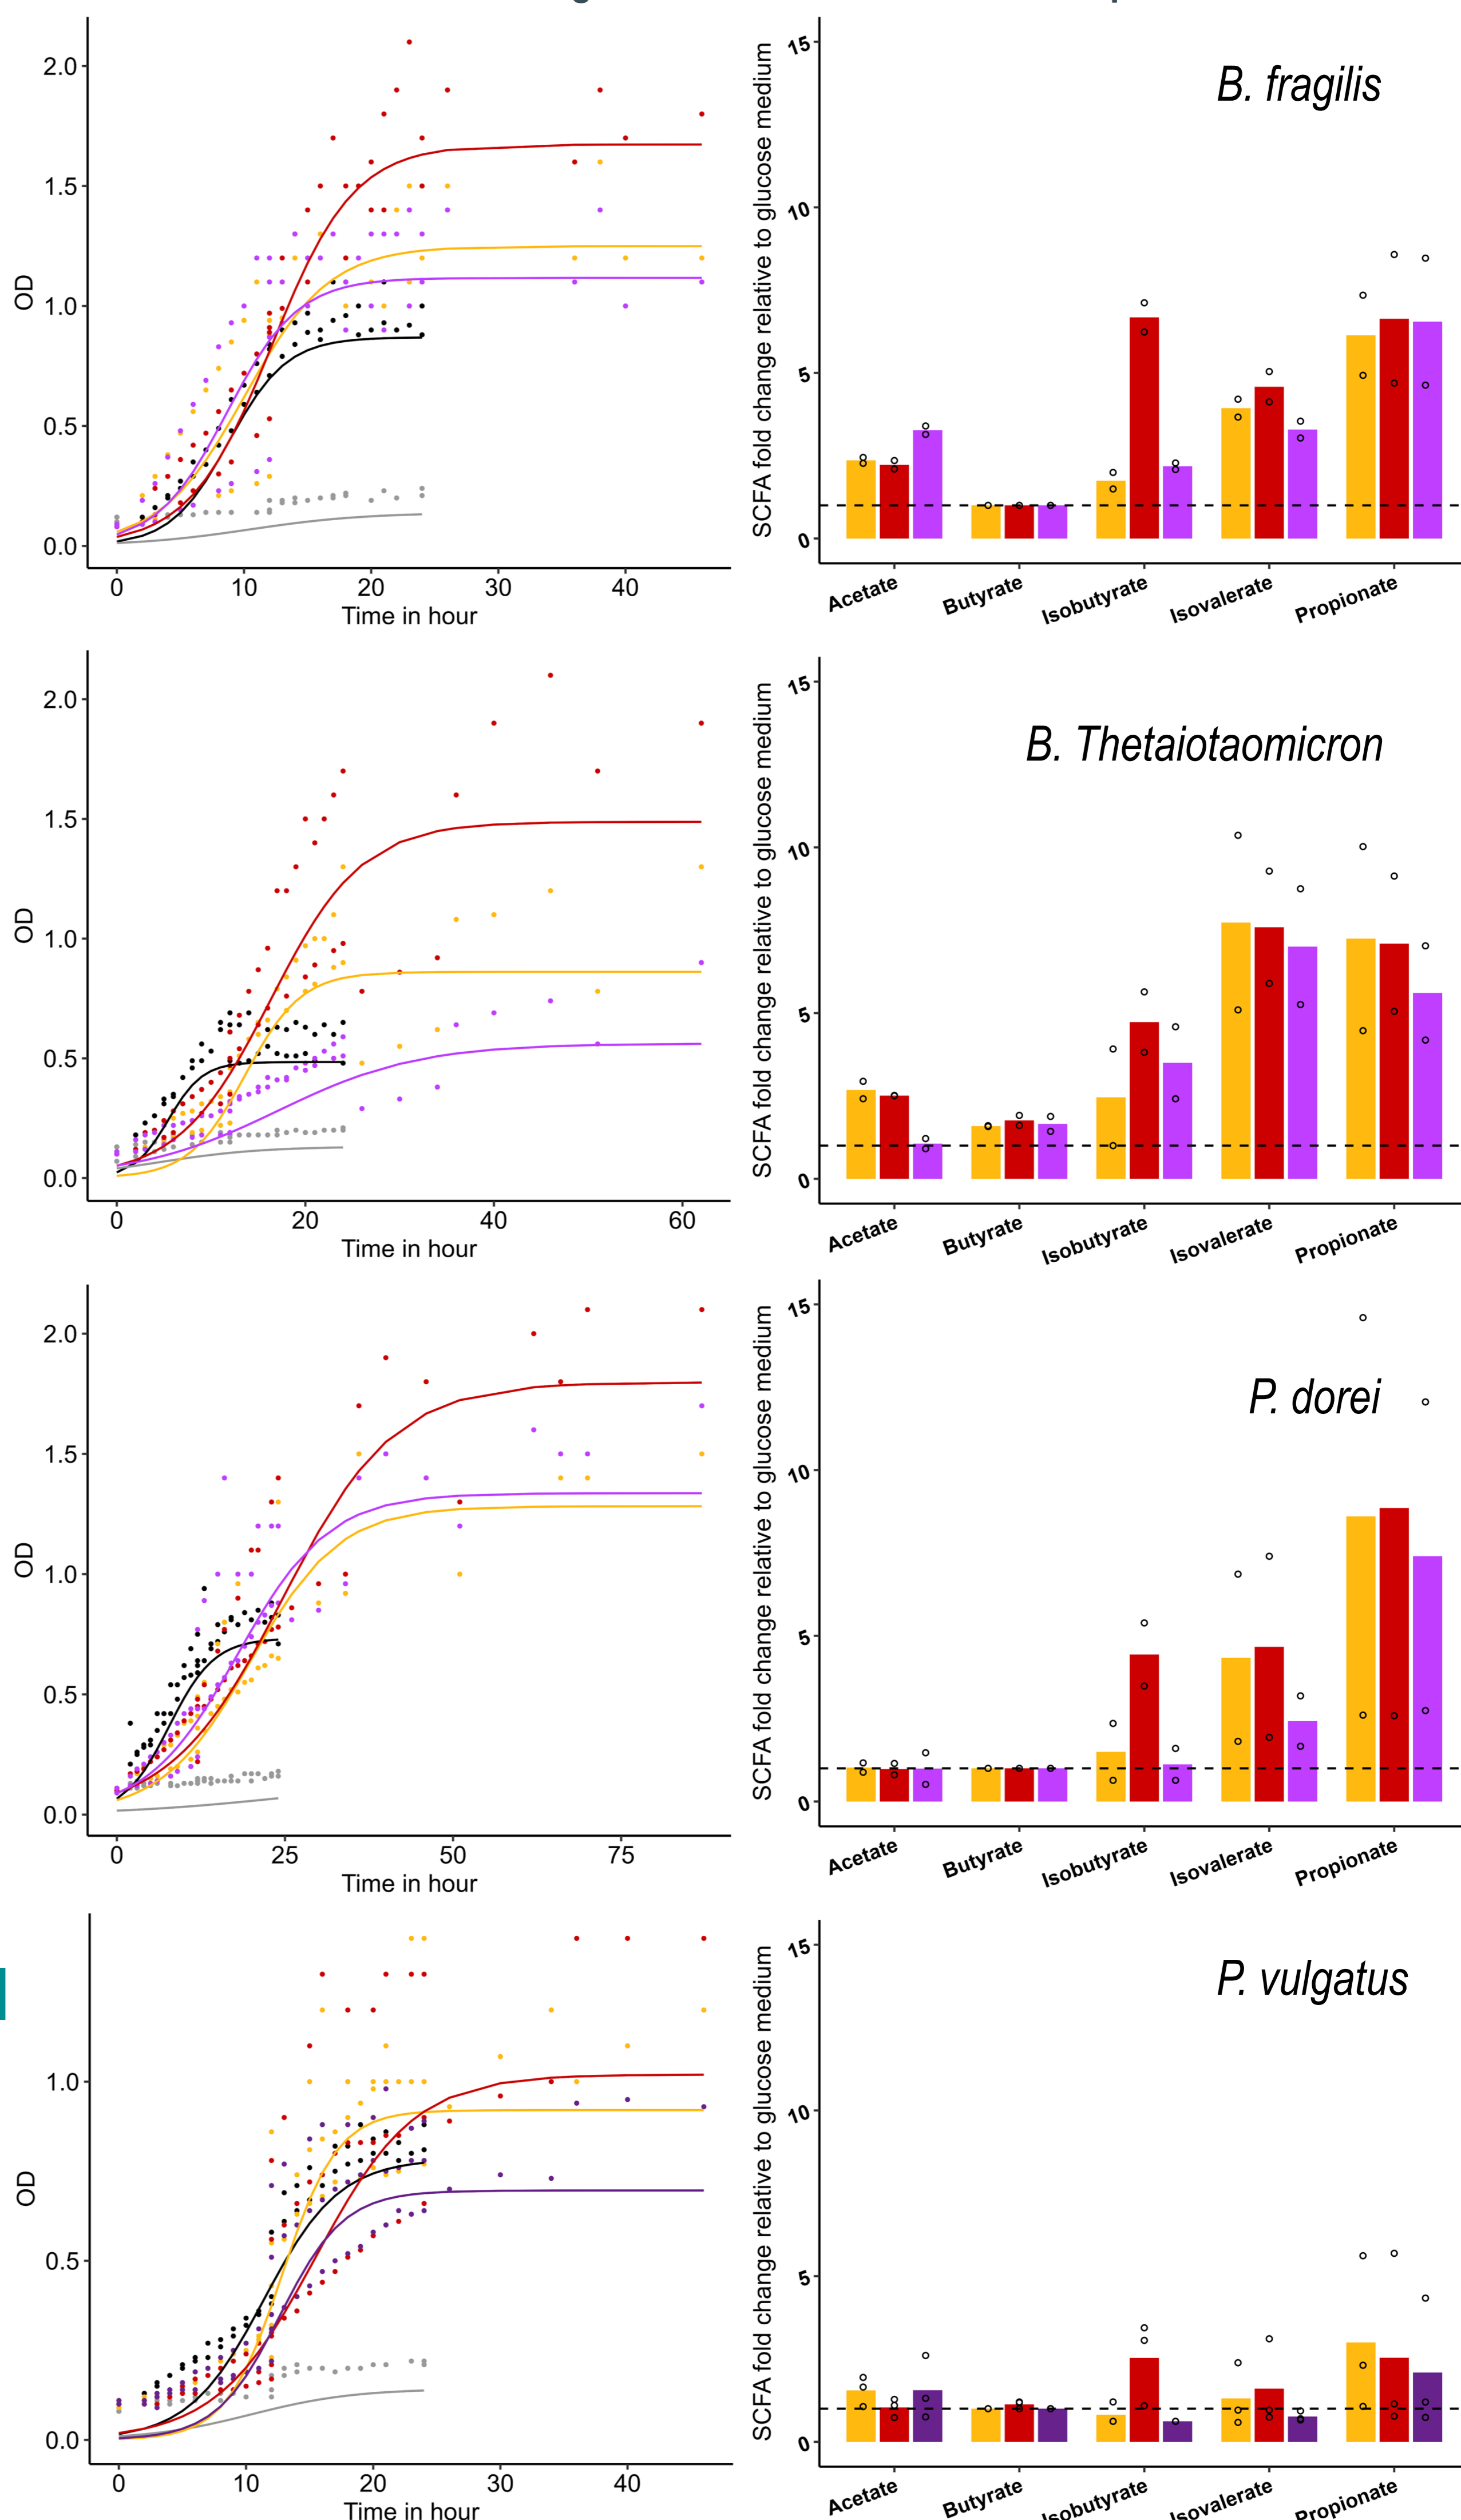 2.0
1.5
1.0
0.5
0.0
OD
0
10
20
30
40
Time in hour
SCFA fold change relative to glucose medium
15
10
5
0
B. fragilis
Acetate
Butyrate
Isobutyrate
Isovalerate
Propionate
2.0
1.5
1.0
0.5
0.0
OD
0
20
40
60
Time in hour
SCFA fold change relative to glucose medium
15
10
5
0
B. Thetaiotaomicron
Acetate
Butyrate
Isobutyrate
Isovalerate
Propionate
2.0
1.5
1.0
0.5
0.0
OD
0
25
50
75
Time in hour
SCFA fold change relative to glucose medium
15
10
5
0
P. dorei
Acetate
Butyrate
Isobutyrate
Isovalerate
Propionate
1.0
0.5
0.0
OD
0
10
20
30
40
Time in hour
SCFA fold change relative to glucose medium
15
10
5
0
P. vulgatus
Acetate
Butyrate
Isobutyrate
Isovalerate
Propionate